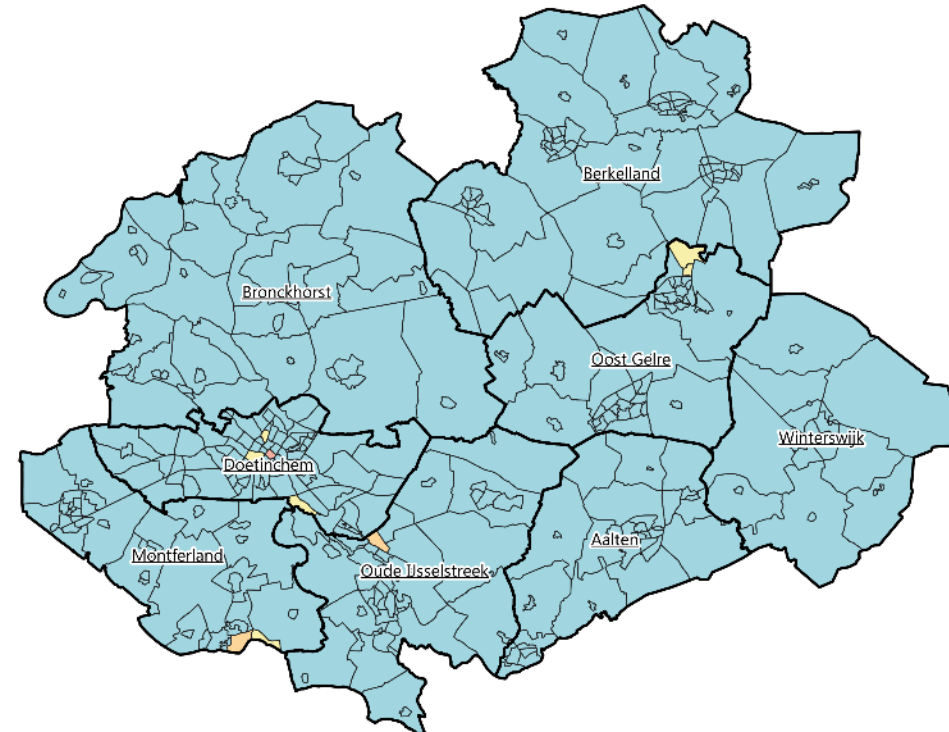 Berkelland
Bronckhorst
Oost Gelre
Winterswijk
Doetinchem
Aalten
Montferland
Oude IJsselstreek